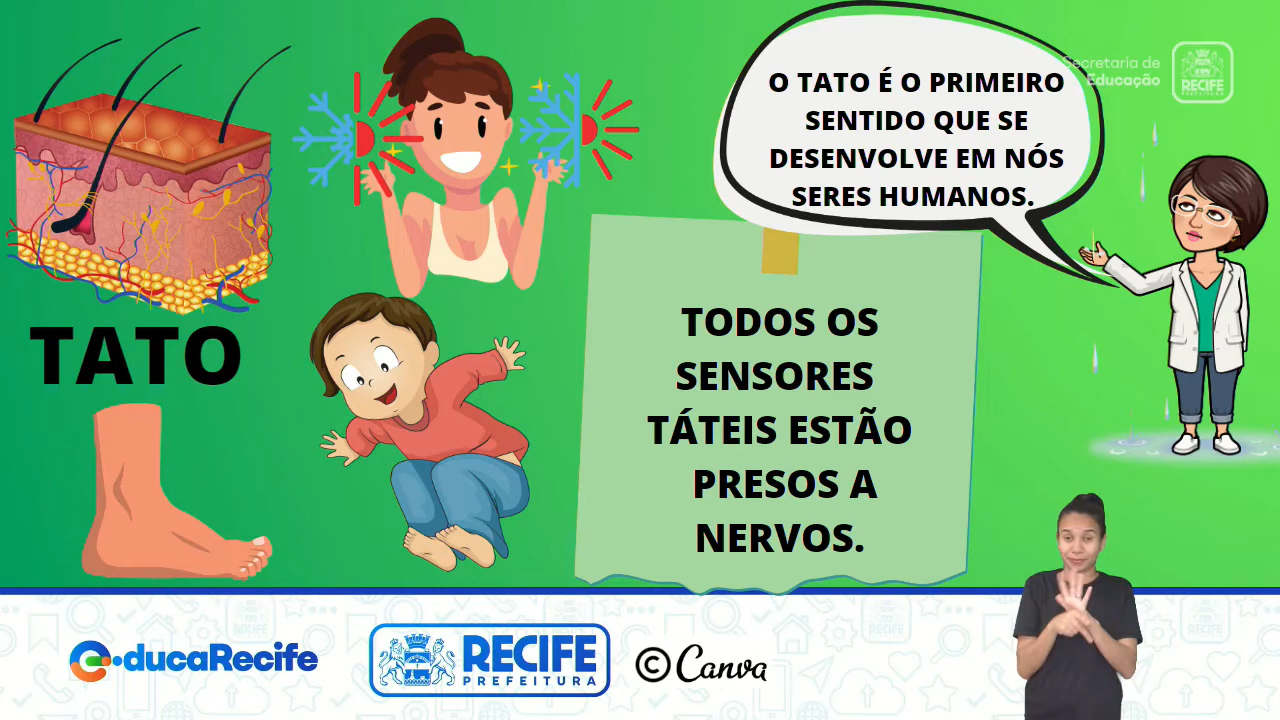 O TATO É O PRIMEIRO
SENTIDO QUE SE
DESENVOLVE EM NÓS
SERES HUMANOS.
Secretaria de
Educação
RECIFE
PREFEITURA
TATO
TODOS OS
SENSORES
TÁTEIS ESTÃO
PRESOS A
NERVOS.
educaRecife
RECIFE
PREFEITURA
© Canva